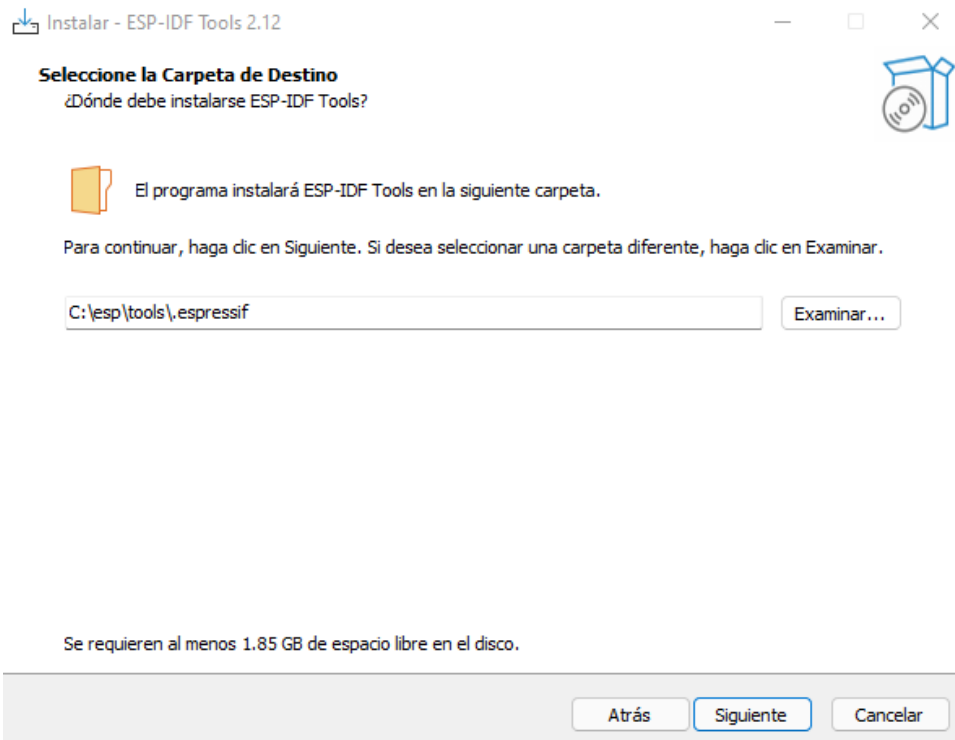 Instalar - ESP-IDF Tools 2.12
Seleccione la Carpeta de Destino
¿Dónde debe instalarse ESP-IDF Tools?
El programa instalará ESP-IDF Tools en la siguiente carpeta.
Para continuar, haga clic en Siguiente. Si desea seleccionar una carpeta diferente, haga clic en Examinar.
C:\esp\tools\.espressif
Examinar...
Se requieren al menos 1.85 GB de espacio libre en el disco.
Atrás
Siguiente
Cancelar